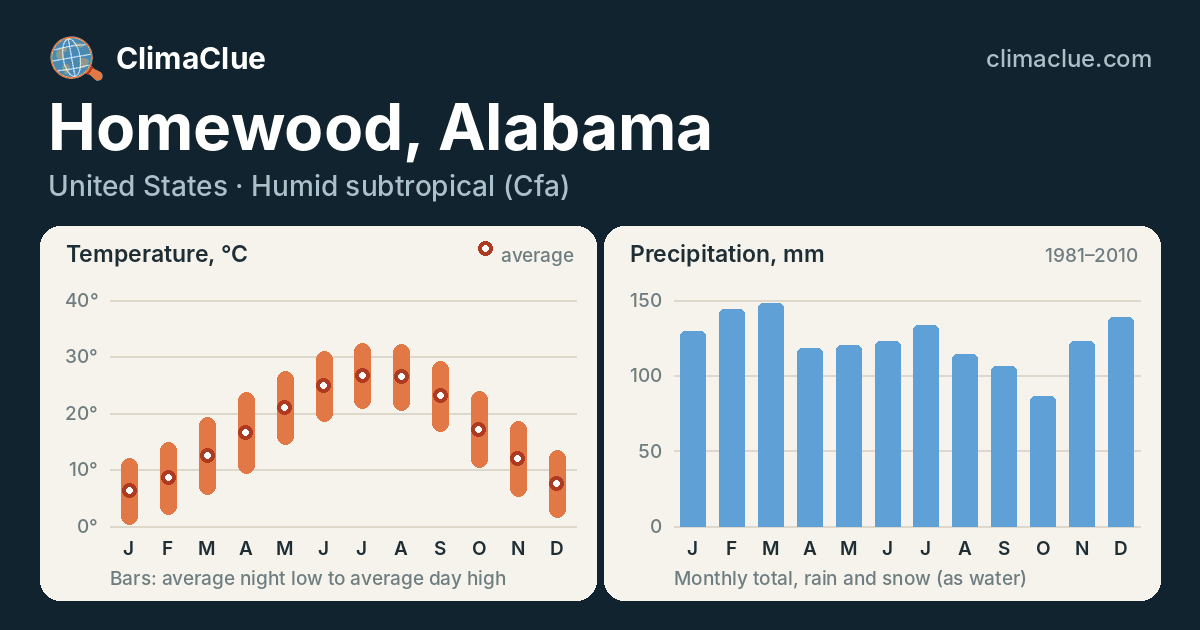 ClimaClue
climaclue.com
Homewood, Alabama
United States · Humid subtropical (Cfa)
Temperature, °C
average
40°
30°
20°
10°
0°
J F M A M J J A S O N D
Bars: average night low to average day high
Precipitation, mm
1981–2010
150
100
50
0
J F M A M J J A S O N D
Monthly total, rain and snow (as water)